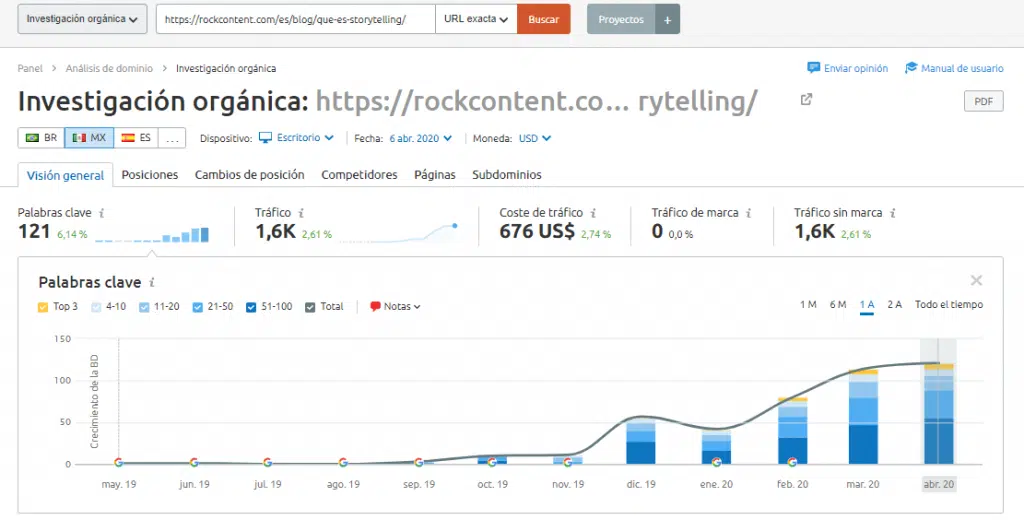 Investigación orgánica https://rockcontent.com/es/blog/que-es-storytelling/ URL exacta Buscar Proyectos +
Panel > Análisis de dominio > Investigación orgánica Enviar opinión Manual de usuario
Investigación orgánica: https://rockcontent.co... rytelling/ PDF
BR MX ES ... Dispositivo: Escritorio Fecha: 6 abr. 2020 Moneda: USD
Visión general Posiciones Cambios de posición Competidores Páginas Subdominios
Palabras clave i Tráfico i Coste de tráfico i Tráfico de marca i Tráfico sin marca i
121 6,14 % 1,6K 2,61 % 676 US$ 2,74 % 0 0,0 % 1,6K 2,61 %
Palabras clave i
Top 3 4-10 11-20 21-50 51-100 Total Notas 1 M 6 M 1 A 2 A Todo el tiempo
150
100
50
0
Crecimiento de la BD
may. 19 jun. 19 jul. 19 ago. 19 sep. 19 oct. 19 nov. 19 dic. 19 ene. 20 feb. 20 mar. 20 abr. 20